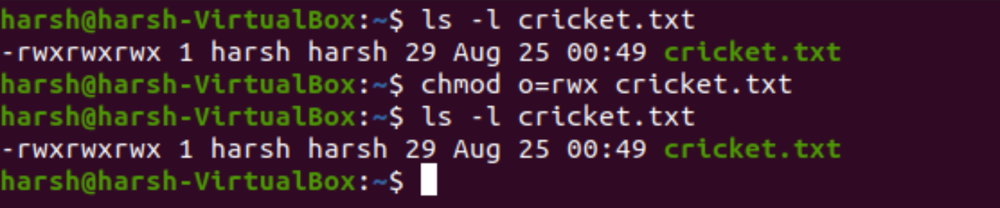 harsh@harsh-VirtualBox:~$ ls -l cricket.txt
-rwxrwxrwx 1 harsh harsh 29 Aug 25 00:49 cricket.txt
harsh@harsh-VirtualBox:~$ chmod o=rwx cricket.txt
harsh@harsh-VirtualBox:~$ ls -l cricket.txt
-rwxrwxrwx 1 harsh harsh 29 Aug 25 00:49 cricket.txt
harsh@harsh-VirtualBox:~$